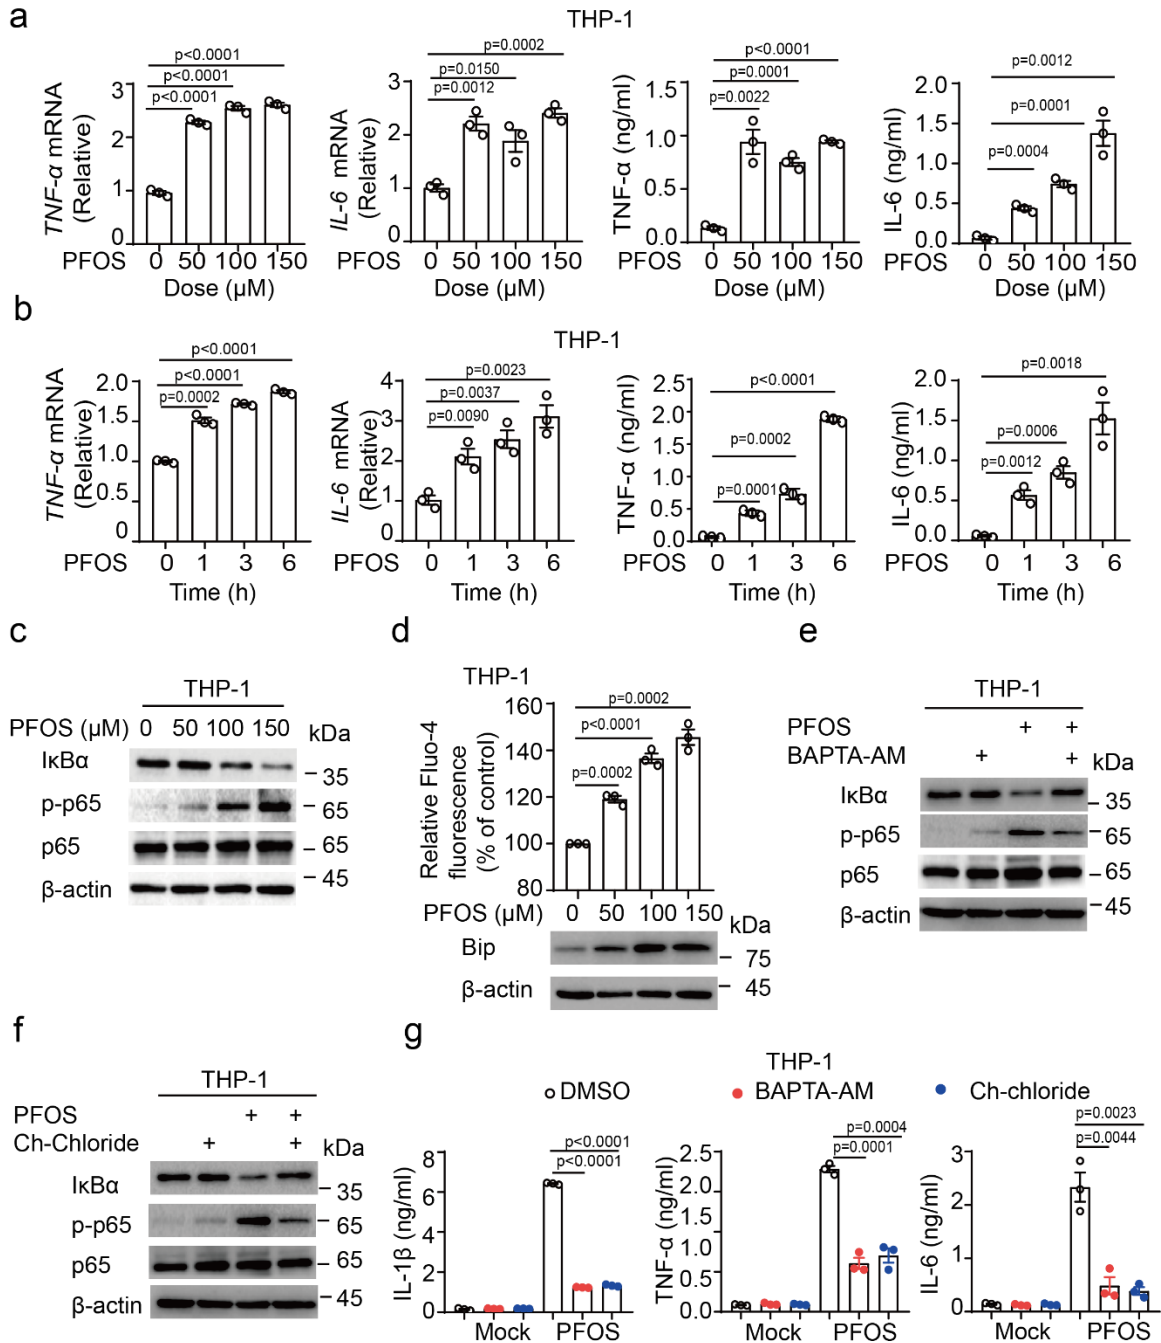 a
THP-1
p<0.0001
p<0.0001
p<0.0001
TNF-α mRNA
(Relative)
3
2
1
0
PFOS
0 50 100 150
Dose (μM)
p=0.0002
p=0.0150
p=0.0012
IL-6 mRNA
(Relative)
3
2
1
0
PFOS
0 50 100 150
Dose (μM)
p<0.0001
p=0.0001
p=0.0022
TNF-α (ng/ml)
1.5
1.0
0.5
0.0
PFOS
0 50 100 150
Dose (μM)
p=0.0012
p=0.0001
p=0.0004
IL-6 (ng/ml)
2.0
1.5
1.0
0.5
0.0
PFOS
0 50 100 150
Dose (μM)
b
THP-1
p<0.0001
p<0.0001
p=0.0002
TNF-α mRNA
(Relative)
2.0
1.5
1.0
0.5
0
PFOS
0 1 3 6
Time (h)
p=0.0023
p=0.0037
p=0.0090
IL-6 mRNA
(Relative)
4
3
2
1
0
PFOS
0 1 3 6
Time (h)
p<0.0001
p=0.0002
p=0.0001
TNF-α (ng/ml)
2.5
2.0
1.5
1.0
0.5
0.0
PFOS
0 1 3 6
Time (h)
p=0.0018
p=0.0006
p=0.0012
IL-6 (ng/ml)
2.0
1.5
1.0
0.5
0.0
PFOS
0 1 3 6
Time (h)
c
THP-1
PFOS (μM) 0 50 100 150 kDa
IκBα
35
p-p65
65
p65
65
β-actin
45
d
THP-1
p=0.0002
p<0.0001
p=0.0002
Relative Fluo-4
fluorescence
(% of control)
160
140
120
100
80
PFOS (μM) 0 50 100 150
kDa
Bip
75
β-actin
45
e
THP-1
PFOS + +
BAPTA-AM + +
kDa
IκBα
35
p-p65
65
p65
65
β-actin
45
f
THP-1
PFOS + +
Ch-Chloride + +
kDa
IκBα
35
p-p65
65
p65
65
β-actin
45
g
THP-1
DMSO BAPTA-AM Ch-chloride
p<0.0001
p<0.0001
IL-1β (ng/ml)
8
6
4
2
0
Mock PFOS
p=0.0004
p=0.0001
TNF-α (ng/ml)
2.5
2.0
1.5
1.0
0.5
0.0
Mock PFOS
p=0.0023
p=0.0044
IL-6 (ng/ml)
3
2
1
0
Mock PFOS